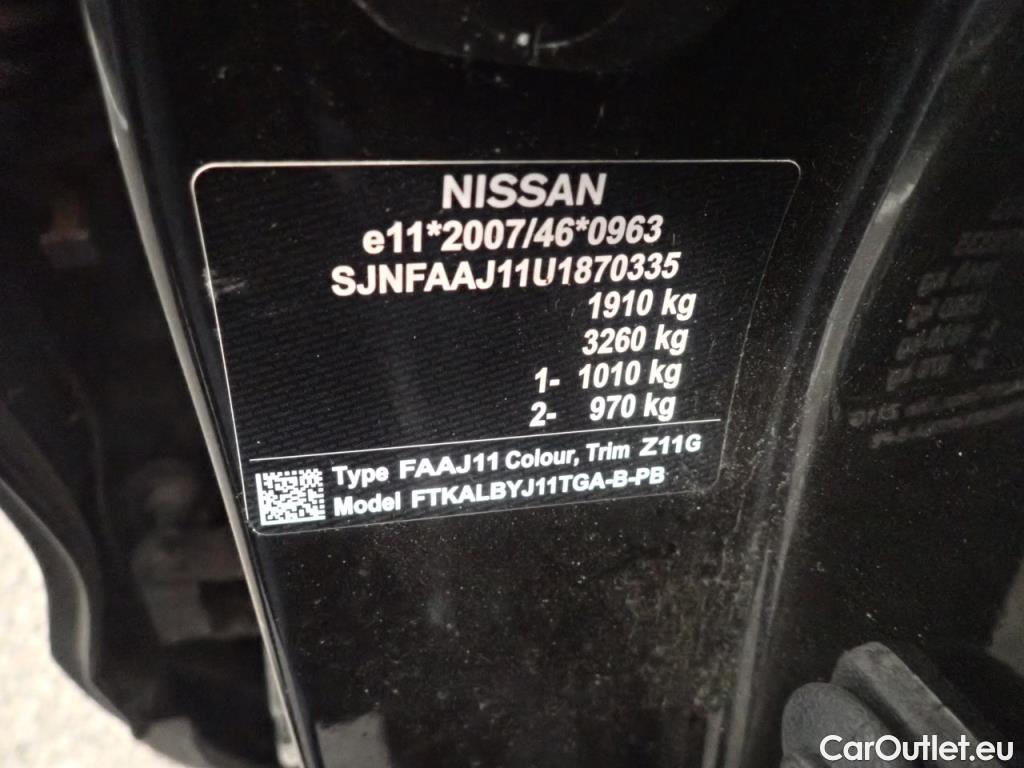 NISSAN
e11*2007/46*0963
SJNFAAJ11U1870335
1910 kg
3260 kg
1- 1010 kg
2- 970 kg
Type FAAJ11 Colour, Trim Z11G
Model FTKALBYJ11TGA-B-PB
CarOutlet.eu